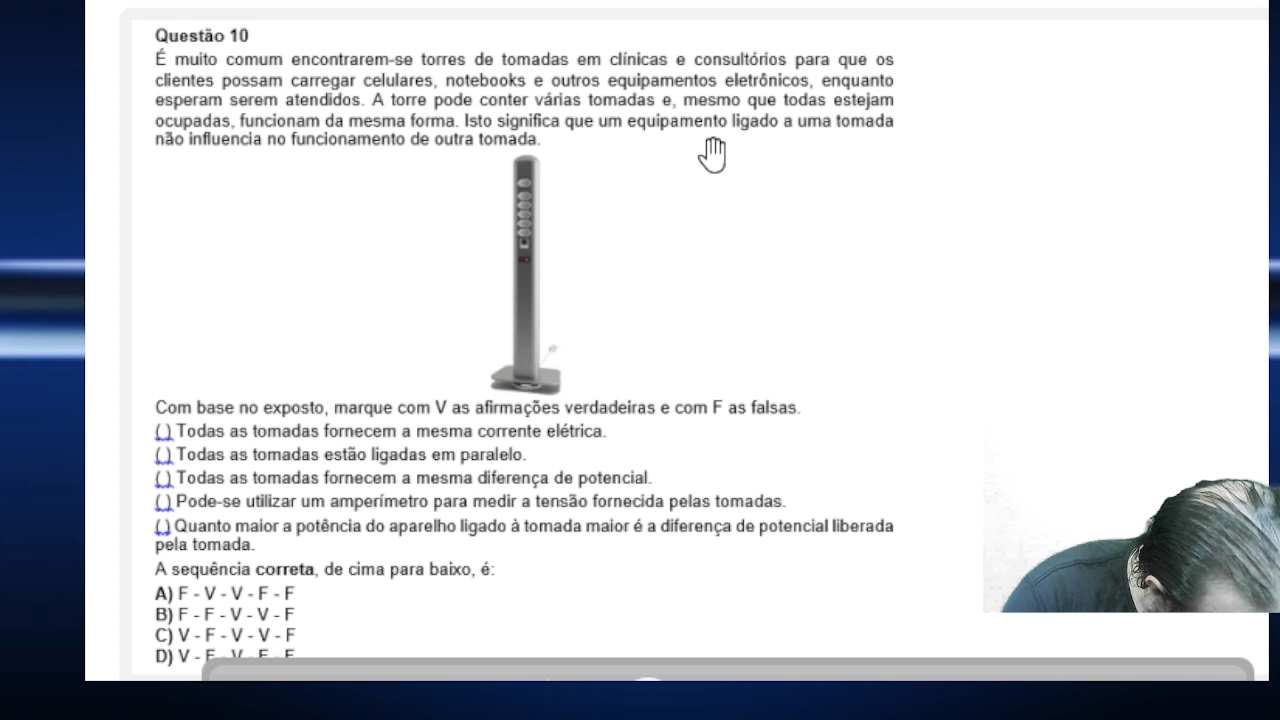 Questão 10
É muito comum encontrarem-se torres de tomadas em clínicas e consultórios para que os
clientes possam carregar celulares, notebooks e outros equipamentos eletrônicos, enquanto
esperam serem atendidos. A torre pode conter várias tomadas e, mesmo que todas estejam
ocupadas, funcionam da mesma forma. Isto significa que um equipamento ligado a uma tomada
não influencia no funcionamento de outra tomada.
Com base no exposto, marque com V as afirmações verdadeiras e com F as falsas.
( ) Todas as tomadas fornecem a mesma corrente elétrica.
( ) Todas as tomadas estão ligadas em paralelo.
( ) Todas as tomadas fornecem a mesma diferença de potencial.
( ) Pode-se utilizar um amperímetro para medir a tensão fornecida pelas tomadas.
( ) Quanto maior a potência do aparelho ligado à tomada maior é a diferença de potencial liberada
pela tomada.
A sequência correta, de cima para baixo, é:
A) F - V - V - F - F
B) F - F - V - V - F
C) V - F - V - V - F
D) V - F - V - F - F